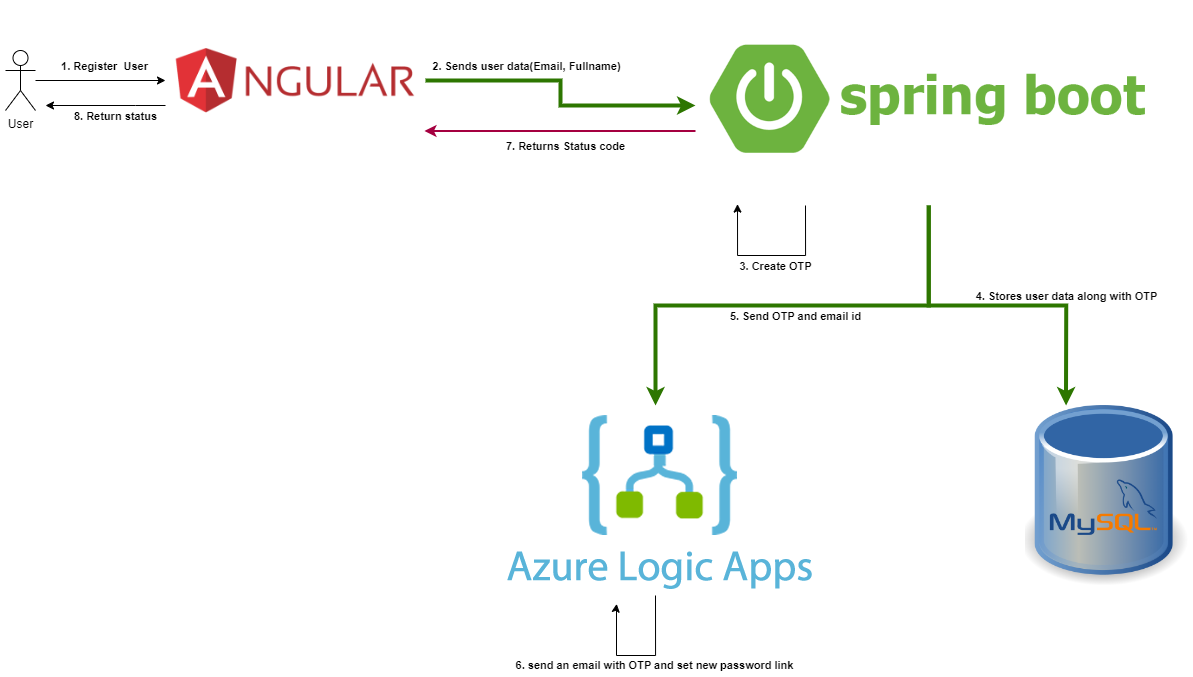 1. Register User
8. Return status
User
ANGULAR
2. Sends user data(Email, Fullname)
7. Returns Status code
spring boot
3. Create OTP
4. Stores user data along with OTP
5. Send OTP and email id
MySQL
Azure Logic Apps
6. send an email with OTP and set new password link